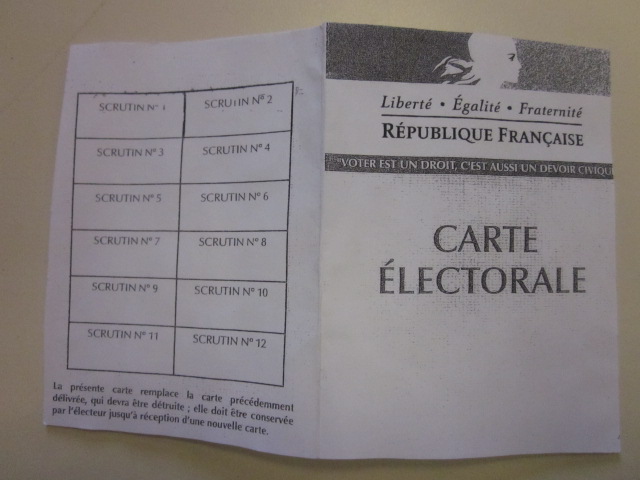 SCRUTIN N° 1
SCRUTIN N° 2
SCRUTIN N° 3
SCRUTIN N° 4
SCRUTIN N° 5
SCRUTIN N° 6
SCRUTIN N° 7
SCRUTIN N° 8
SCRUTIN N° 9
SCRUTIN N° 10
SCRUTIN N° 11
SCRUTIN N° 12
La présente carte remplace la carte précédemment
délivrée, qui devra être détruite ; elle doit être conservée
par l'électeur jusqu'à réception d'une nouvelle carte.
Liberté • Égalité • Fraternité
RÉPUBLIQUE FRANÇAISE
"VOTER EST UN DROIT, C'EST AUSSI UN DEVOIR CIVIQU
CARTE
ÉLECTORALE